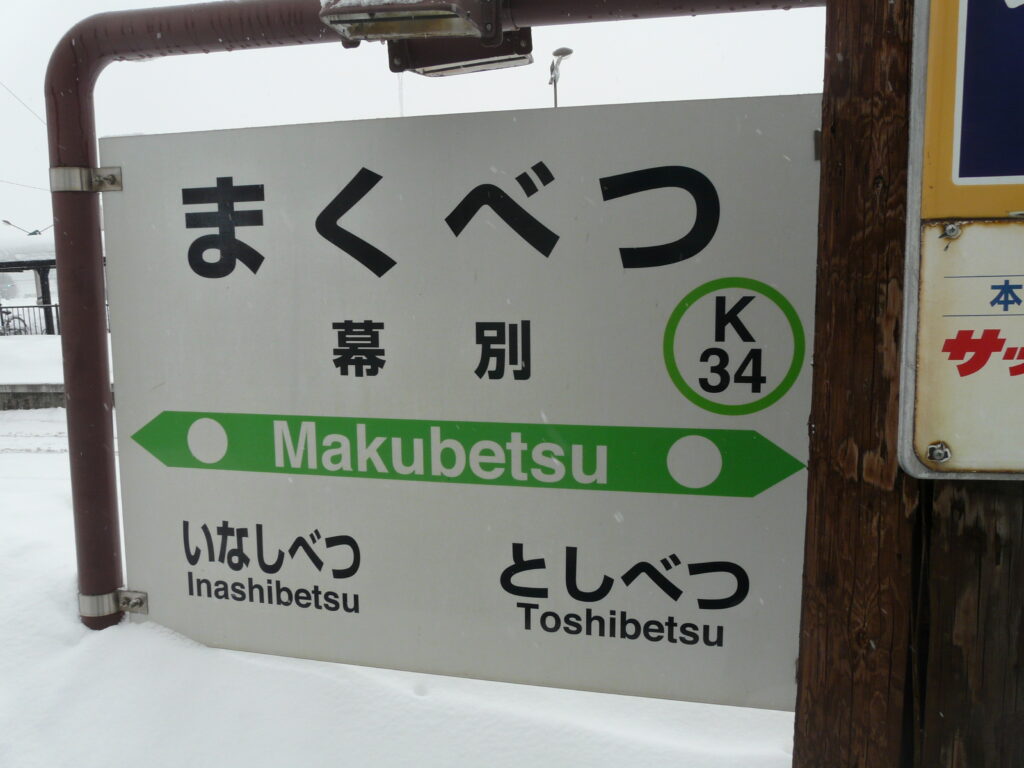 まくべつ
幕別
K
34
Makubetsu
いなしべつ
Inashibetsu
としべつ
Toshibetsu
本
サッ